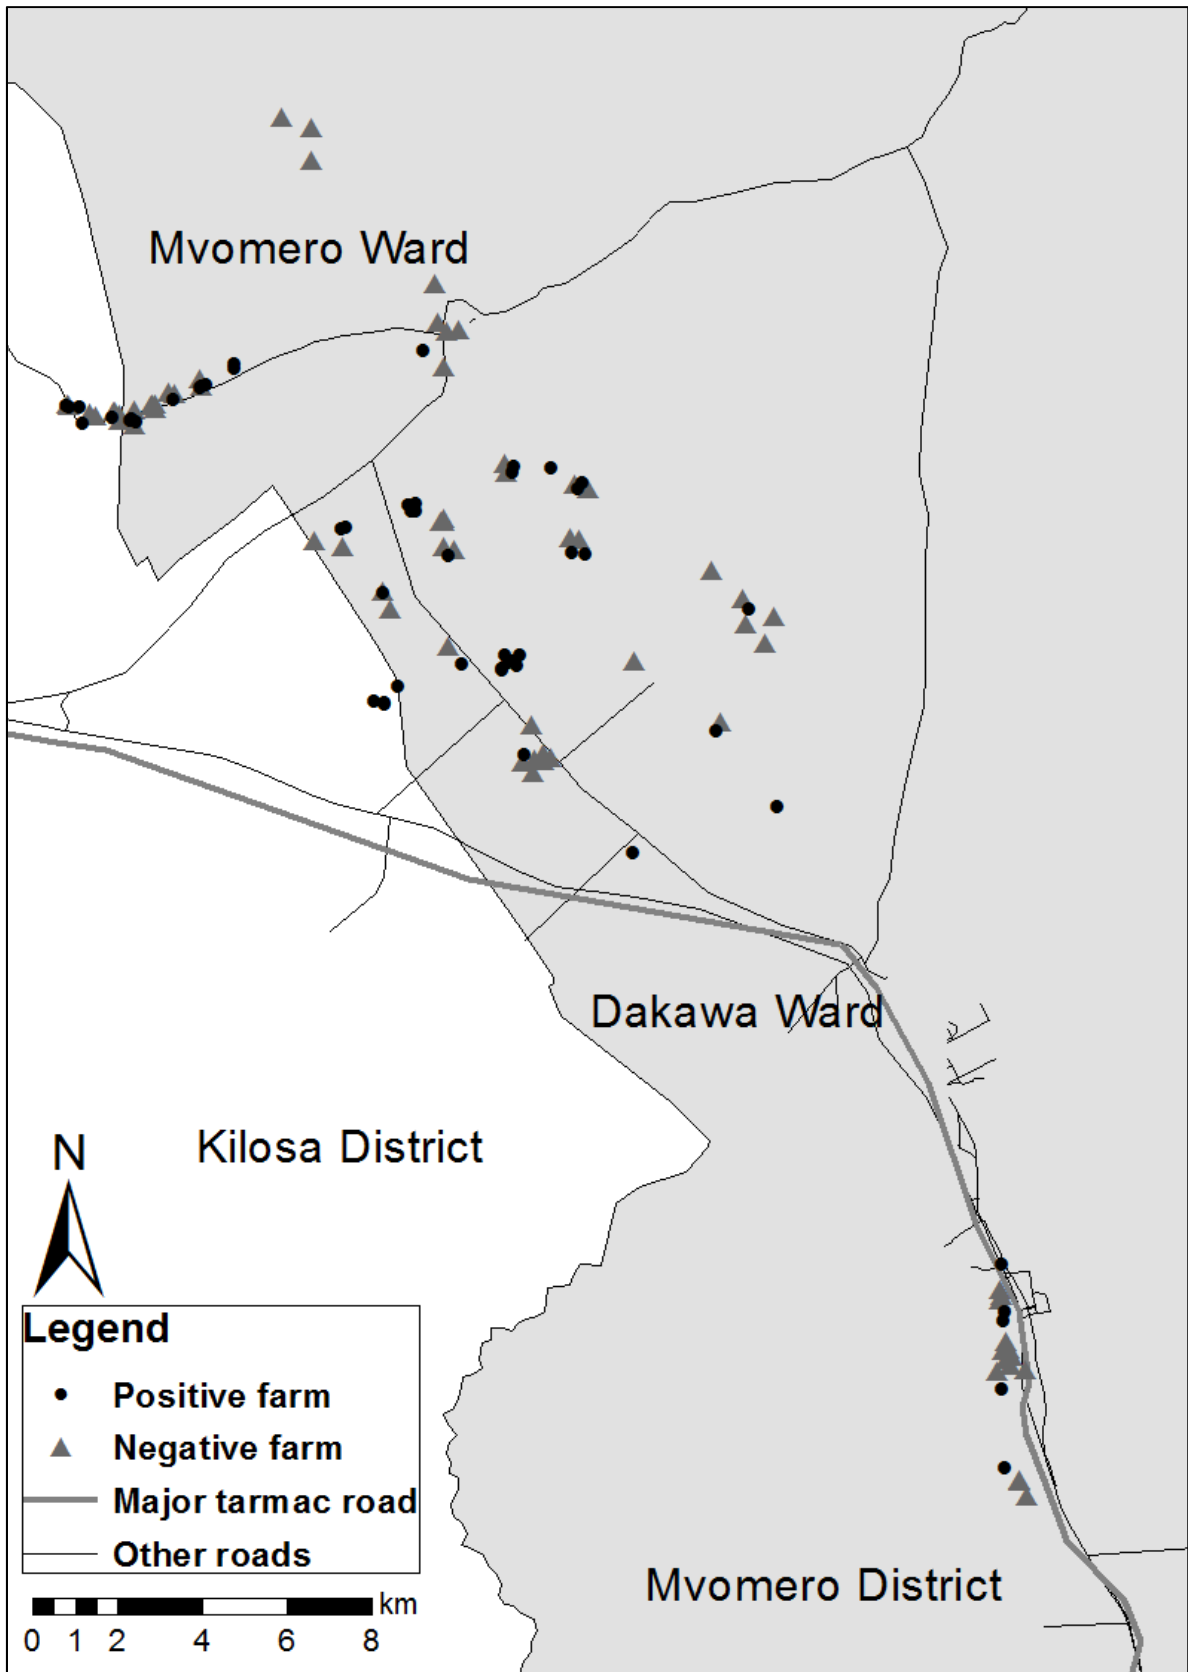 Mvomero Ward
Dakawa Ward
Kilosa District
N
Legend
Positive farm
Negative farm
Major tarmac road
Other roads
Mvomero District
km
0 1 2 4 6 8